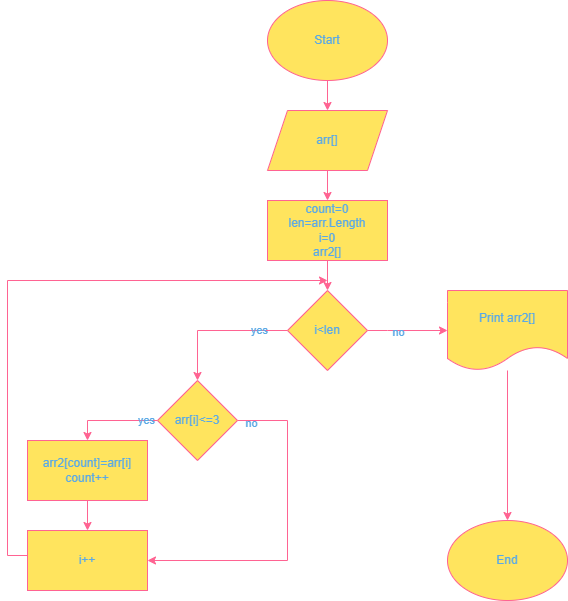 Start
arr[]
count=0
len=arr.Length
i=0
arr2[]
i<len
yes
no
Print arr2[]
arr[i]<=3
yes
no
arr2[count]=arr[i]
count++
i++
End